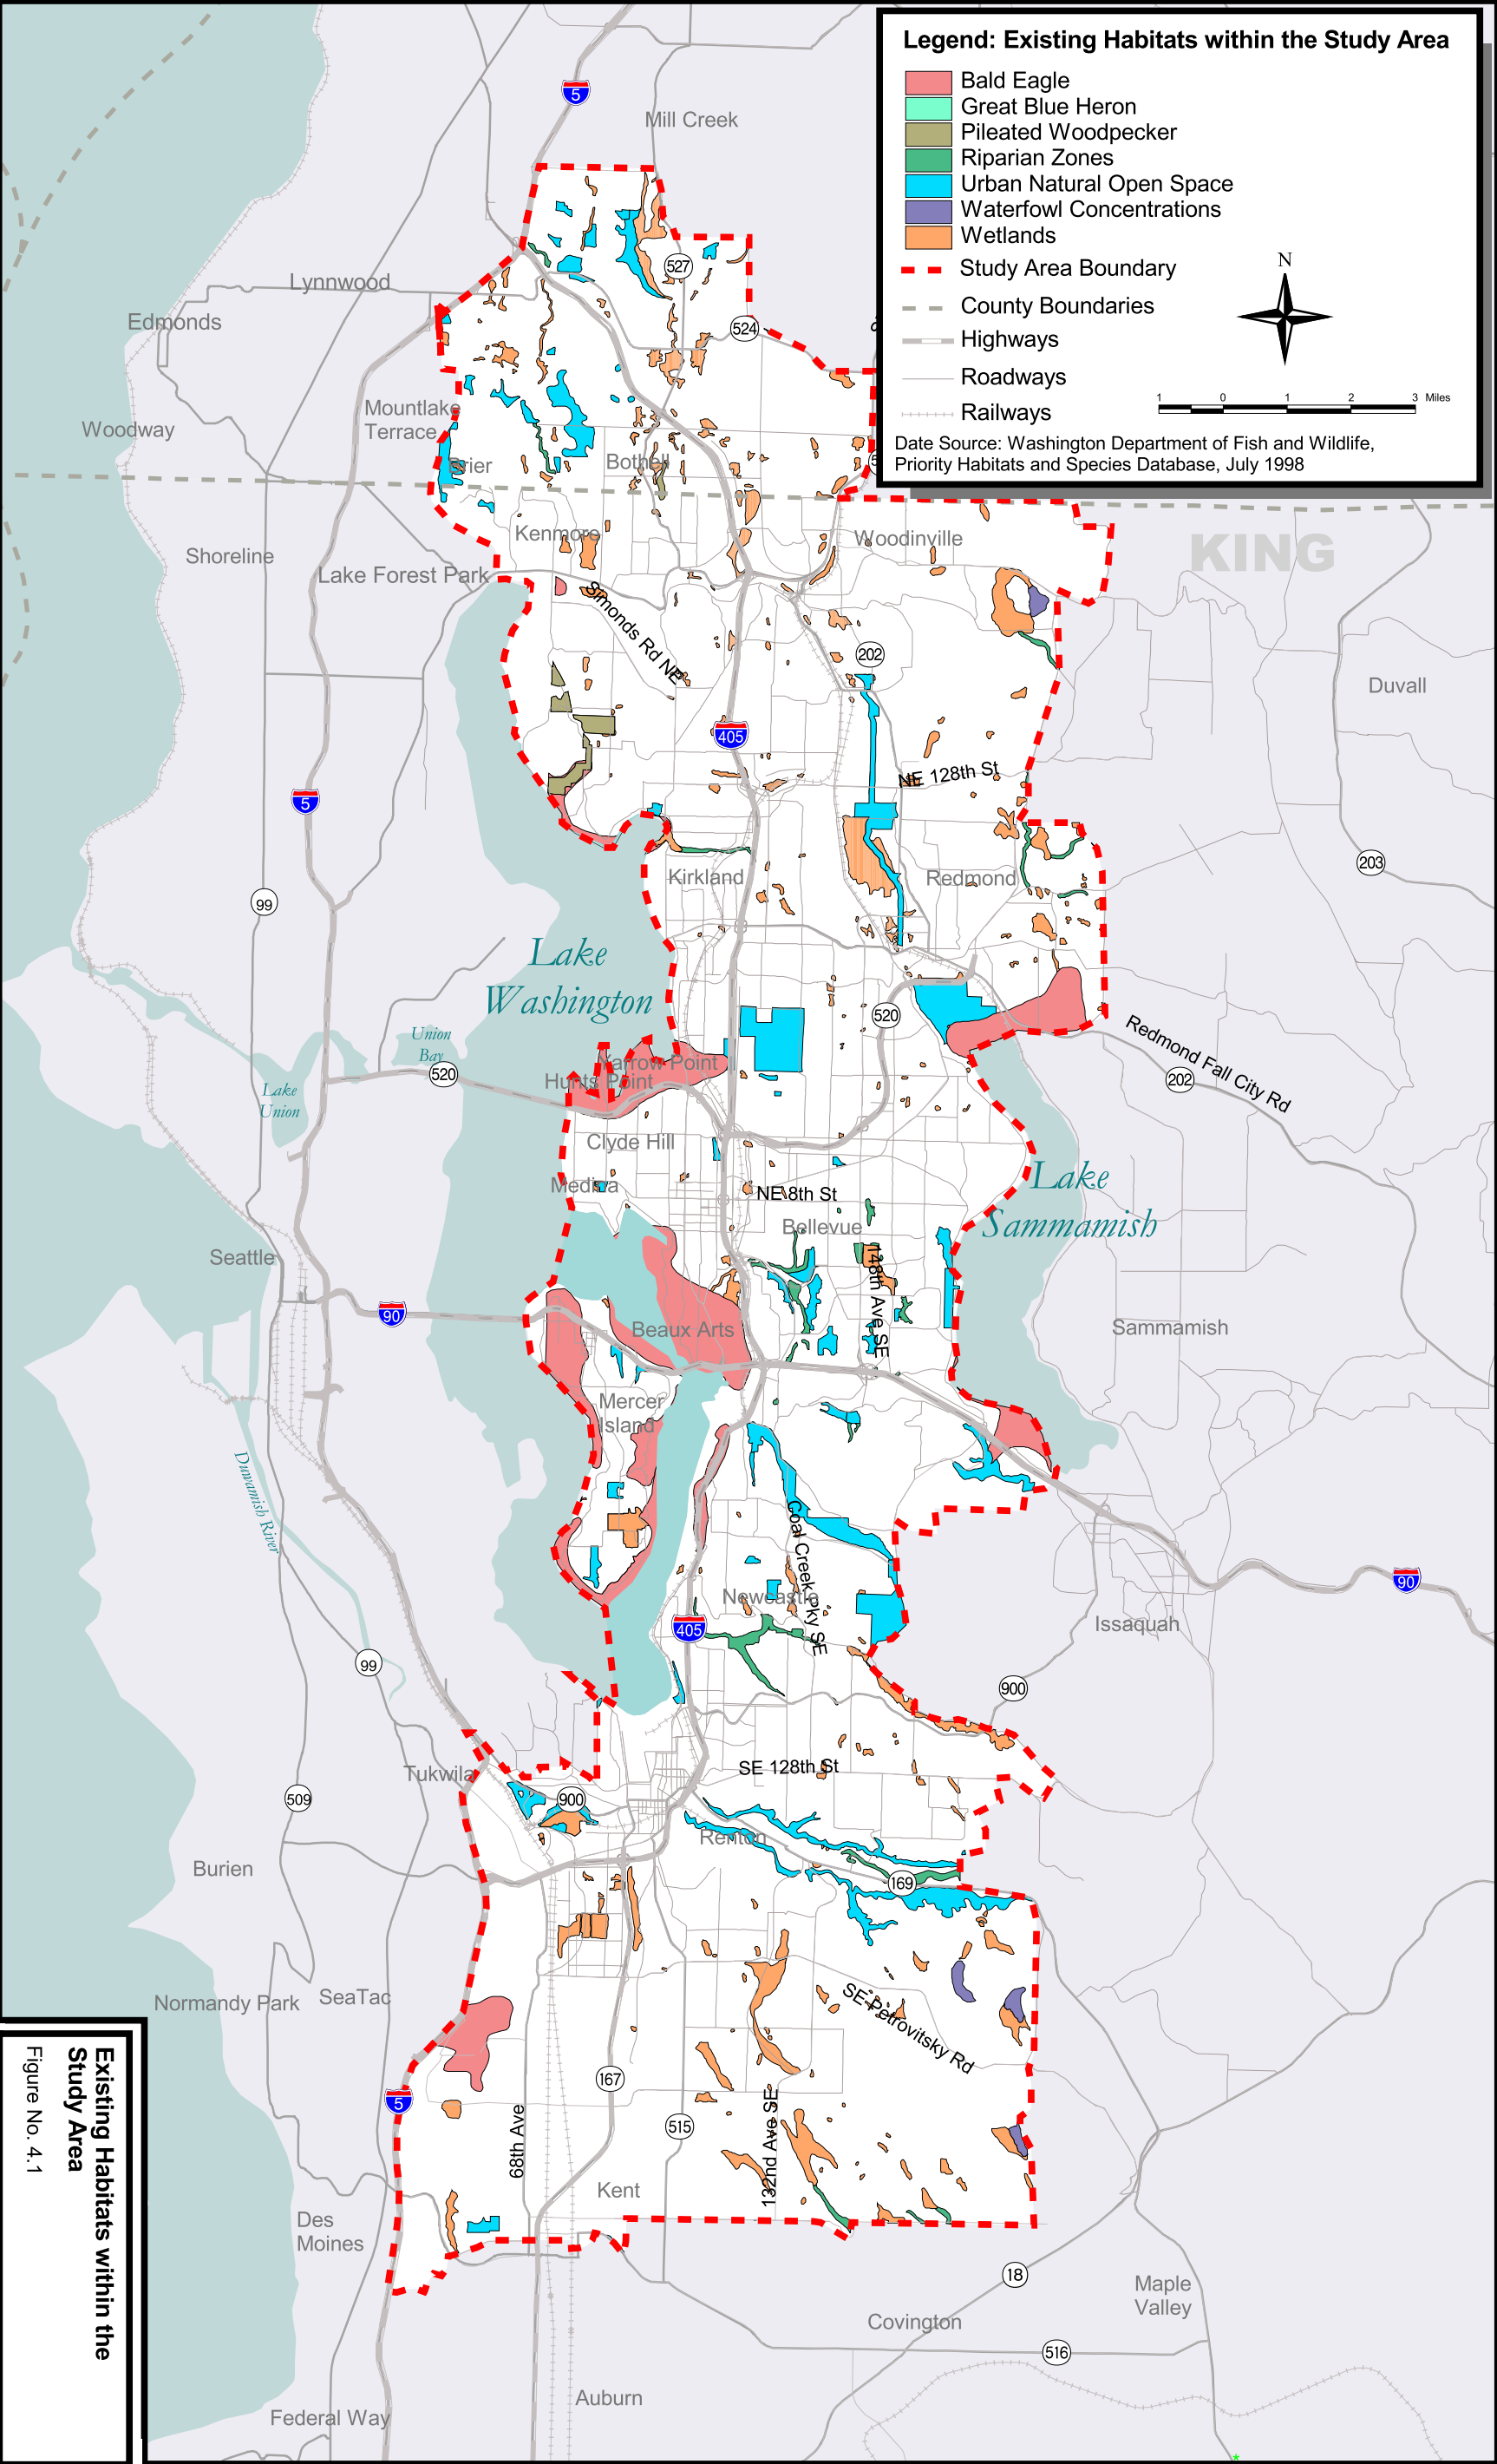 Legend: Existing Habitats within the Study Area
Bald Eagle
Great Blue Heron
Pileated Woodpecker
Riparian Zones
Urban Natural Open Space
Waterfowl Concentrations
Wetlands
Study Area Boundary
County Boundaries
Highways
Roadways
Railways
N
1 0 1 2 3 Miles
Date Source: Washington Department of Fish and Wildlife,
Priority Habitats and Species Database, July 1998
5
Mill Creek
527
Lynnwood
Edmonds
524
Mountlake
Terrace
Woodway
Brier
Bothell
Kenmore
Woodinville
KING
Shoreline
Lake Forest Park
Simonds Rd NE
202
Duvall
405
NE 128th St
5
203
99
Kirkland
Redmond
Lake
Washington
520
Union
Bay
520
Yarrow Point
Hunts Point
Redmond Fall City Rd
202
Lake
Union
Clyde Hill
Medina
NE 8th St
Lake
Sammamish
Bellevue
Seattle
148th Ave SE
90
Beaux Arts
Sammamish
Mercer
Island
Duwamish River
Coal Creek Pky SE
90
Newcastle
405
Issaquah
99
900
SE 128th St
Tukwila
900
509
Renton
Burien
169
Normandy Park
SeaTac
SE Petrovitsky Rd
167
5
515
68th Ave
132nd Ave SE
Kent
Des
Moines
18
Maple
Valley
Covington
516
Auburn
Federal Way
Existing Habitats within the
Study Area
Figure No. 4.1